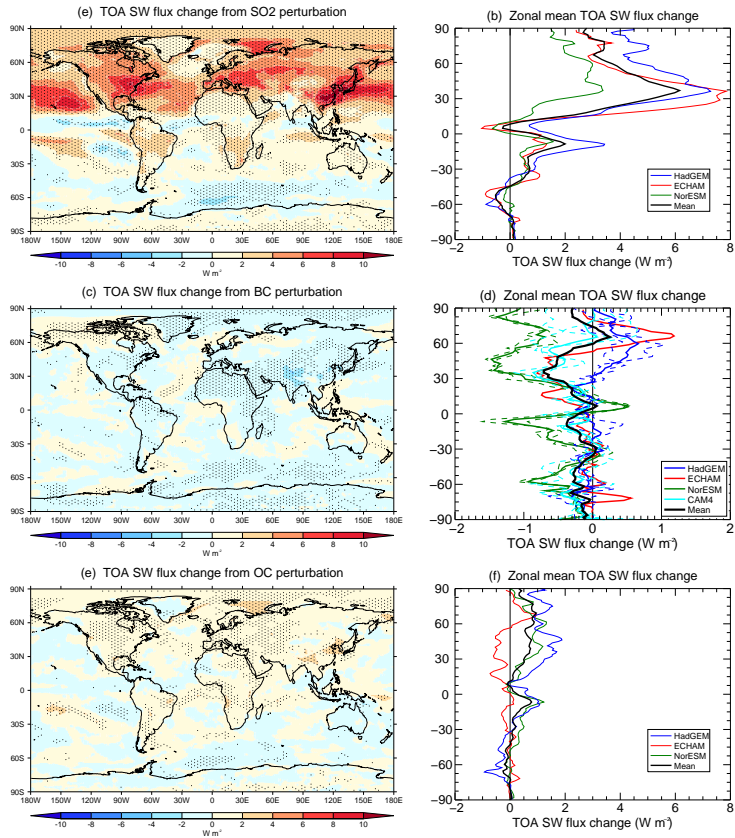 (e) TOA SW flux change from SO2 perturbation
90N
60N
30N
0
30S
60S
90S
180W 150W 120W 90W 60W 30W 0 30E 60E 90E 120E 150E 180E
-10 -8 -6 -4 -2 0 2 4 6 8 10
W m-2
(b) Zonal mean TOA SW flux change
90
60
30
0
-30
-60
-90
-2 0 2 4 6 8
TOA SW flux change (W m-2)
HadGEM
ECHAM
NorESM
Mean
(c) TOA SW flux change from BC perturbation
90N
60N
30N
0
30S
60S
90S
180W 150W 120W 90W 60W 30W 0 30E 60E 90E 120E 150E 180E
-10 -8 -6 -4 -2 0 2 4 6 8 10
W m-2
(d) Zonal mean TOA SW flux change
90
60
30
0
-30
-60
-90
-2 -1 0 1 2
TOA SW flux change (W m-2)
HadGEM
ECHAM
NorESM
CAM4
Mean
(e) TOA SW flux change from OC perturbation
90N
60N
30N
0
30S
60S
90S
180W 150W 120W 90W 60W 30W 0 30E 60E 90E 120E 150E 180E
-10 -8 -6 -4 -2 0 2 4 6 8 10
W m-2
(f) Zonal mean TOA SW flux change
90
60
30
0
-30
-60
-90
-2 0 2 4 6 8
TOA SW flux change (W m-2)
HadGEM
ECHAM
NorESM
Mean